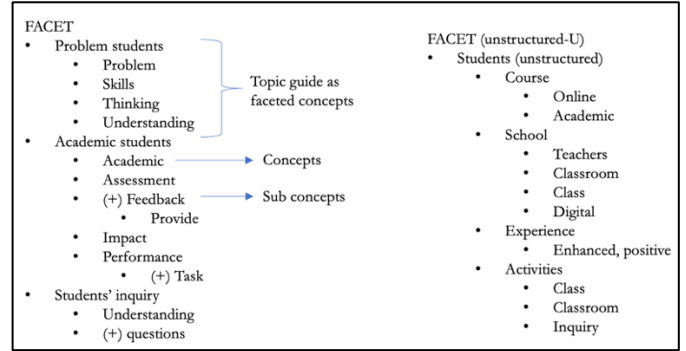 FACET
• Problem students
• Problem
• Skills
• Thinking
• Understanding
Topic guide as
faceted concepts
• Academic students
• Academic
Concepts
• Assessment
• (+) Feedback
Sub concepts
• Provide
• Impact
• Performance
• (+) Task
• Students’ inquiry
• Understanding
• (+) questions
FACET (unstructured-U)
• Students (unstructured)
• Course
• Online
• Academic
• School
• Teachers
• Classroom
• Class
• Digital
• Experience
• Enhanced, positive
• Activities
• Class
• Classroom
• Inquiry